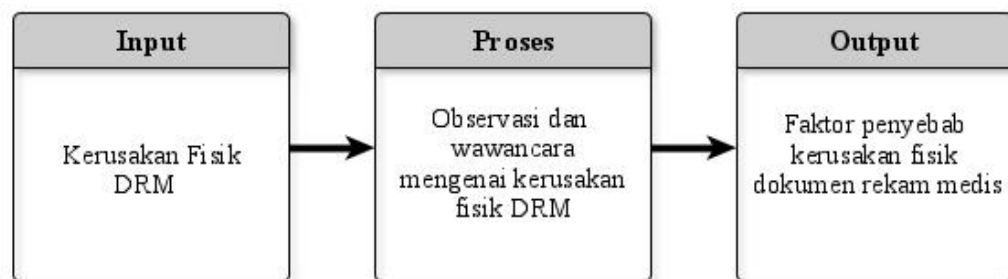 Input
Kerusakan Fisik
DRM
Proses
Observasi dan
wawancara
mengenai kerusakan
fisik DRM
Output
Faktor penyebab
kerusakan fisik
dokumen rekam medis